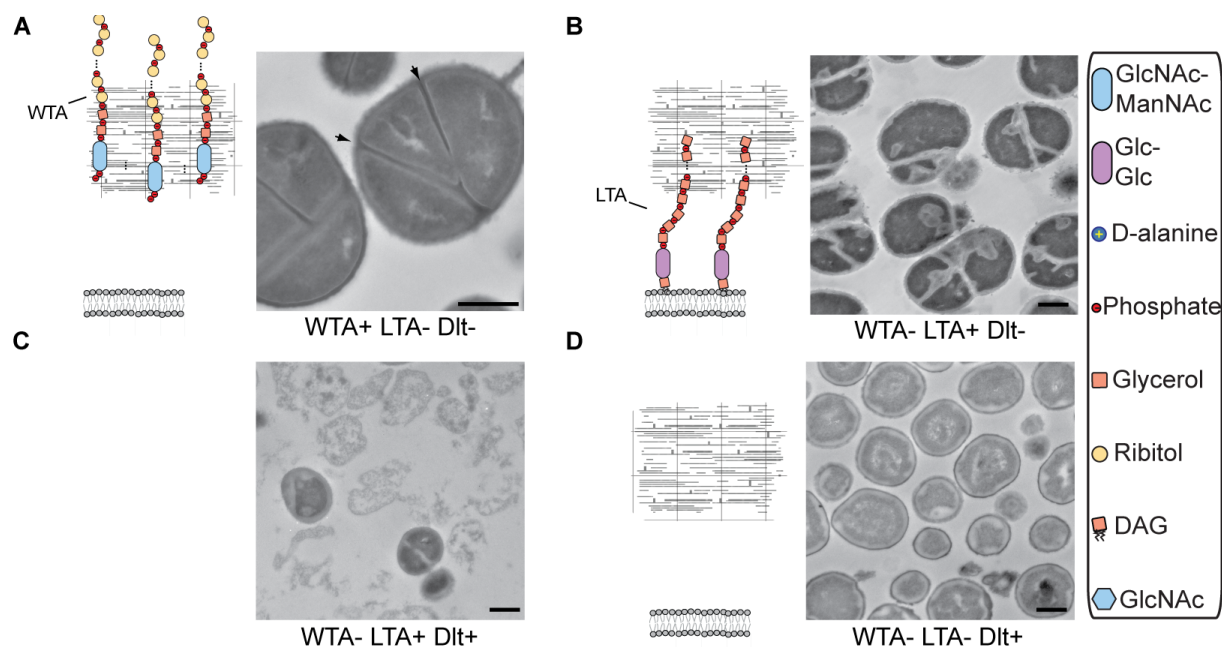 A
WTA
WTA+ LTA- Dlt-
B
LTA
WTA- LTA+ Dlt-
C
WTA- LTA+ Dlt+
D
WTA- LTA- Dlt+
GlcNAc-
ManNAc
Glc-
Glc
D-alanine
Phosphate
Glycerol
Ribitol
DAG
GlcNAc